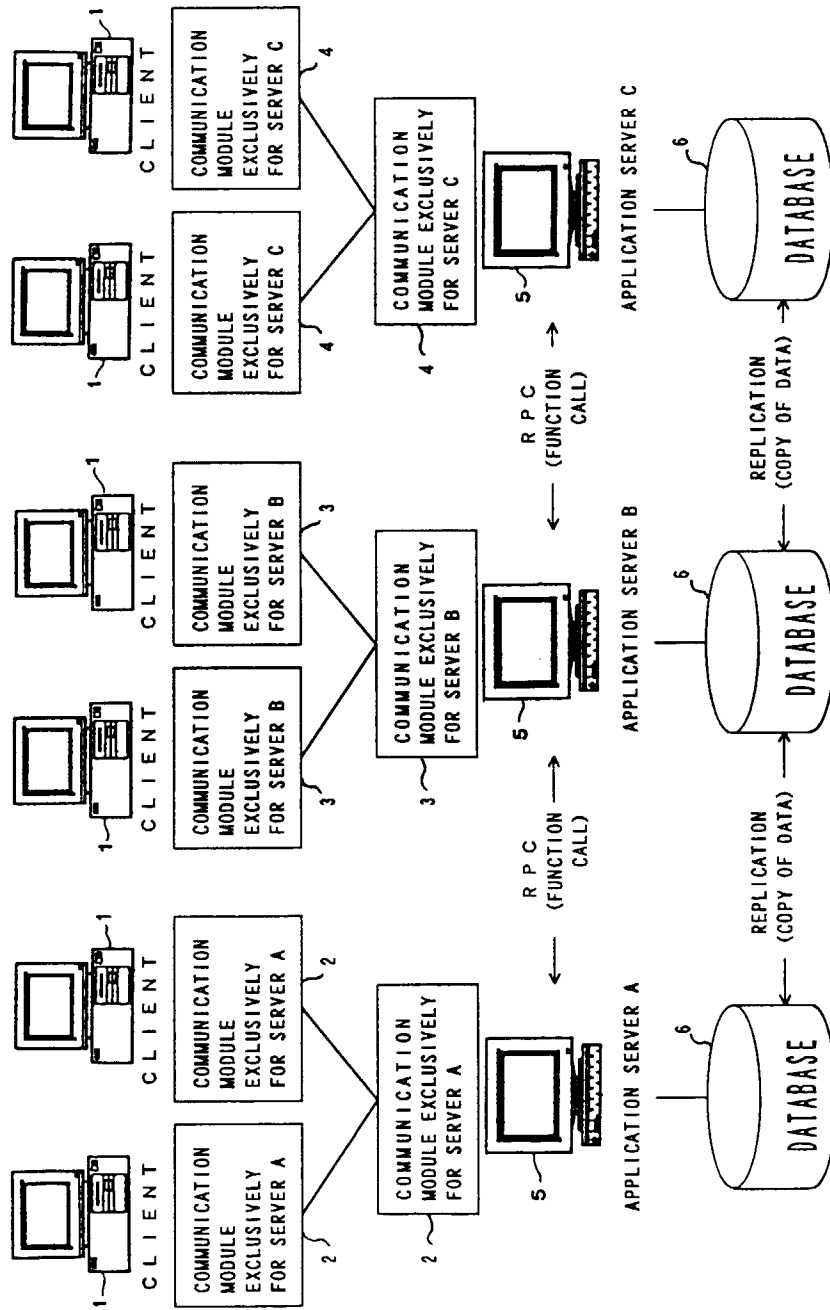 1
1
1
1
1
1
CLIENT
CLIENT
CLIENT
CLIENT
CLIENT
CLIENT
COMMUNICATION
MODULE
EXCLUSIVELY
FOR SERVER A
COMMUNICATION
MODULE
EXCLUSIVELY
FOR SERVER A
COMMUNICATION
MODULE
EXCLUSIVELY
FOR SERVER B
COMMUNICATION
MODULE
EXCLUSIVELY
FOR SERVER B
COMMUNICATION
MODULE
EXCLUSIVELY
FOR SERVER C
COMMUNICATION
MODULE
EXCLUSIVELY
FOR SERVER C
2
2
3
3
4
4
COMMUNICATION
MODULE EXCLUSIVELY
FOR SERVER A
COMMUNICATION
MODULE EXCLUSIVELY
FOR SERVER B
COMMUNICATION
MODULE EXCLUSIVELY
FOR SERVER C
2
3
4
5
RPC
(FUNCTION
CALL)
5
RPC
(FUNCTION
CALL)
5
APPLICATION SERVER A
APPLICATION SERVER B
APPLICATION SERVER C
6
6
6
DATABASE
REPLICATION
(COPY OF DATA)
DATABASE
REPLICATION
(COPY OF DATA)
DATABASE